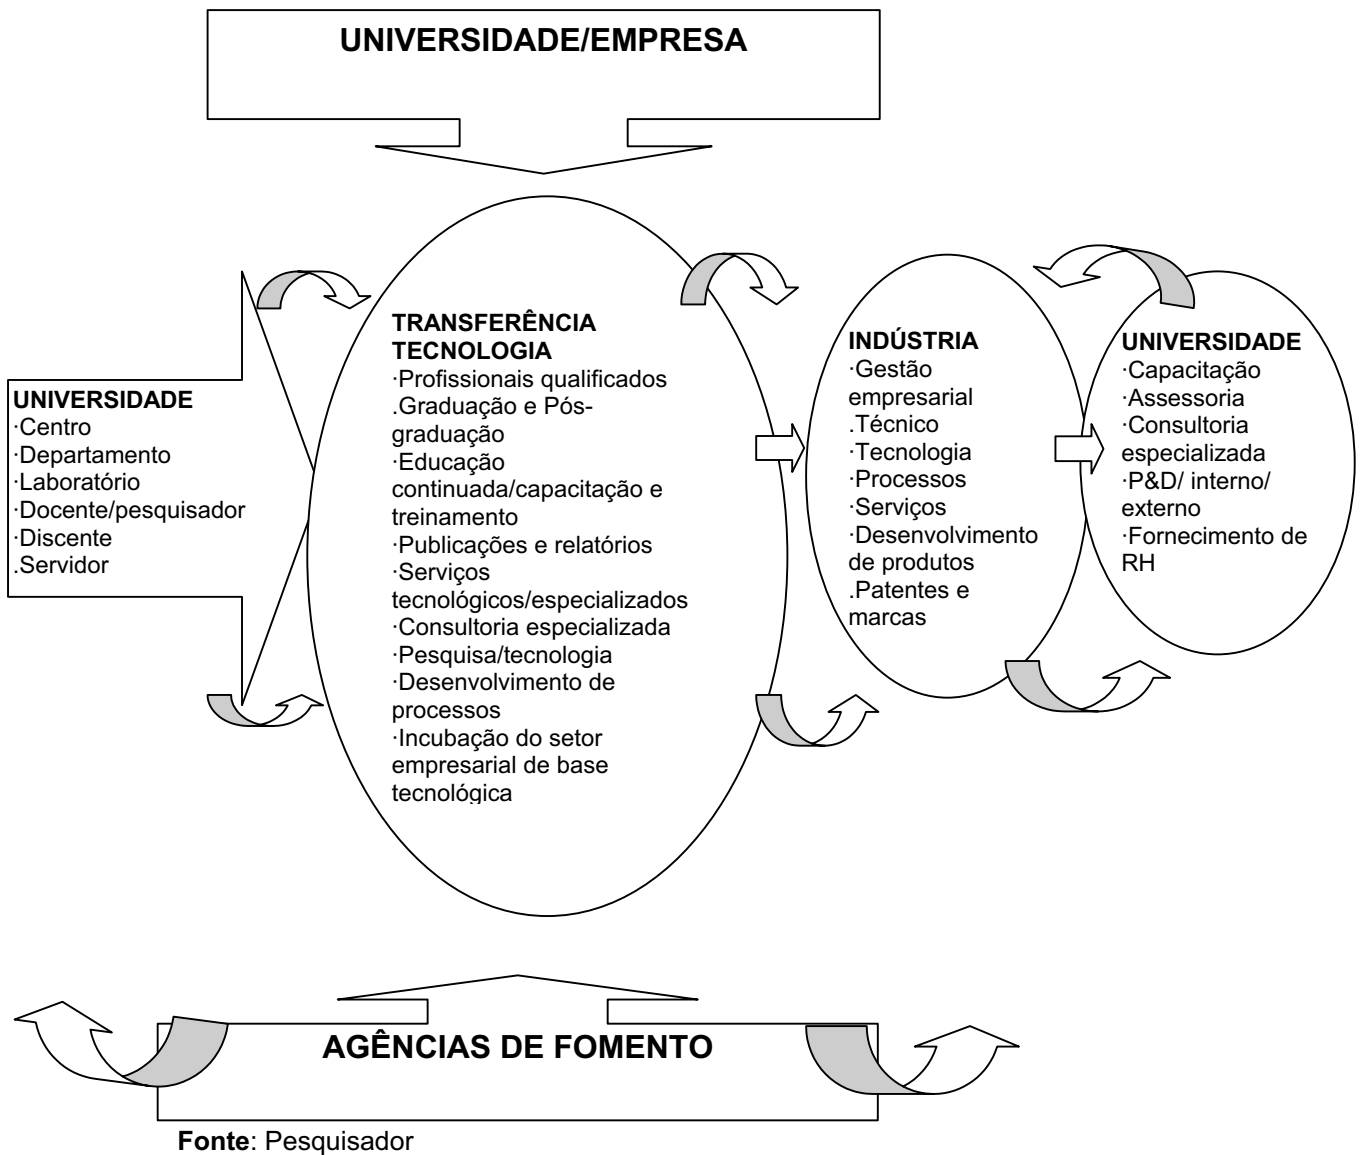 UNIVERSIDADE/EMPRESA
UNIVERSIDADE
·Centro
·Departamento
·Laboratório
·Docente/pesquisador
·Discente
.Servidor
TRANSFERÊNCIA
TECNOLOGIA
·Profissionais qualificados
.Graduação e Pós-
graduação
·Educação
continuada/capacitação e
treinamento
·Publicações e relatórios
·Serviços
tecnológicos/especializados
·Consultoria especializada
·Pesquisa/tecnologia
·Desenvolvimento de
processos
·Incubação do setor
empresarial de base
tecnológica
INDÚSTRIA
·Gestão
empresarial
.Técnico
·Tecnologia
·Processos
·Serviços
·Desenvolvimento
de produtos
.Patentes e
marcas
UNIVERSIDADE
·Capacitação
·Assessoria
·Consultoria
especializada
·P&D/ interno/
externo
·Fornecimento de
RH
AGÊNCIAS DE FOMENTO
Fonte: Pesquisador